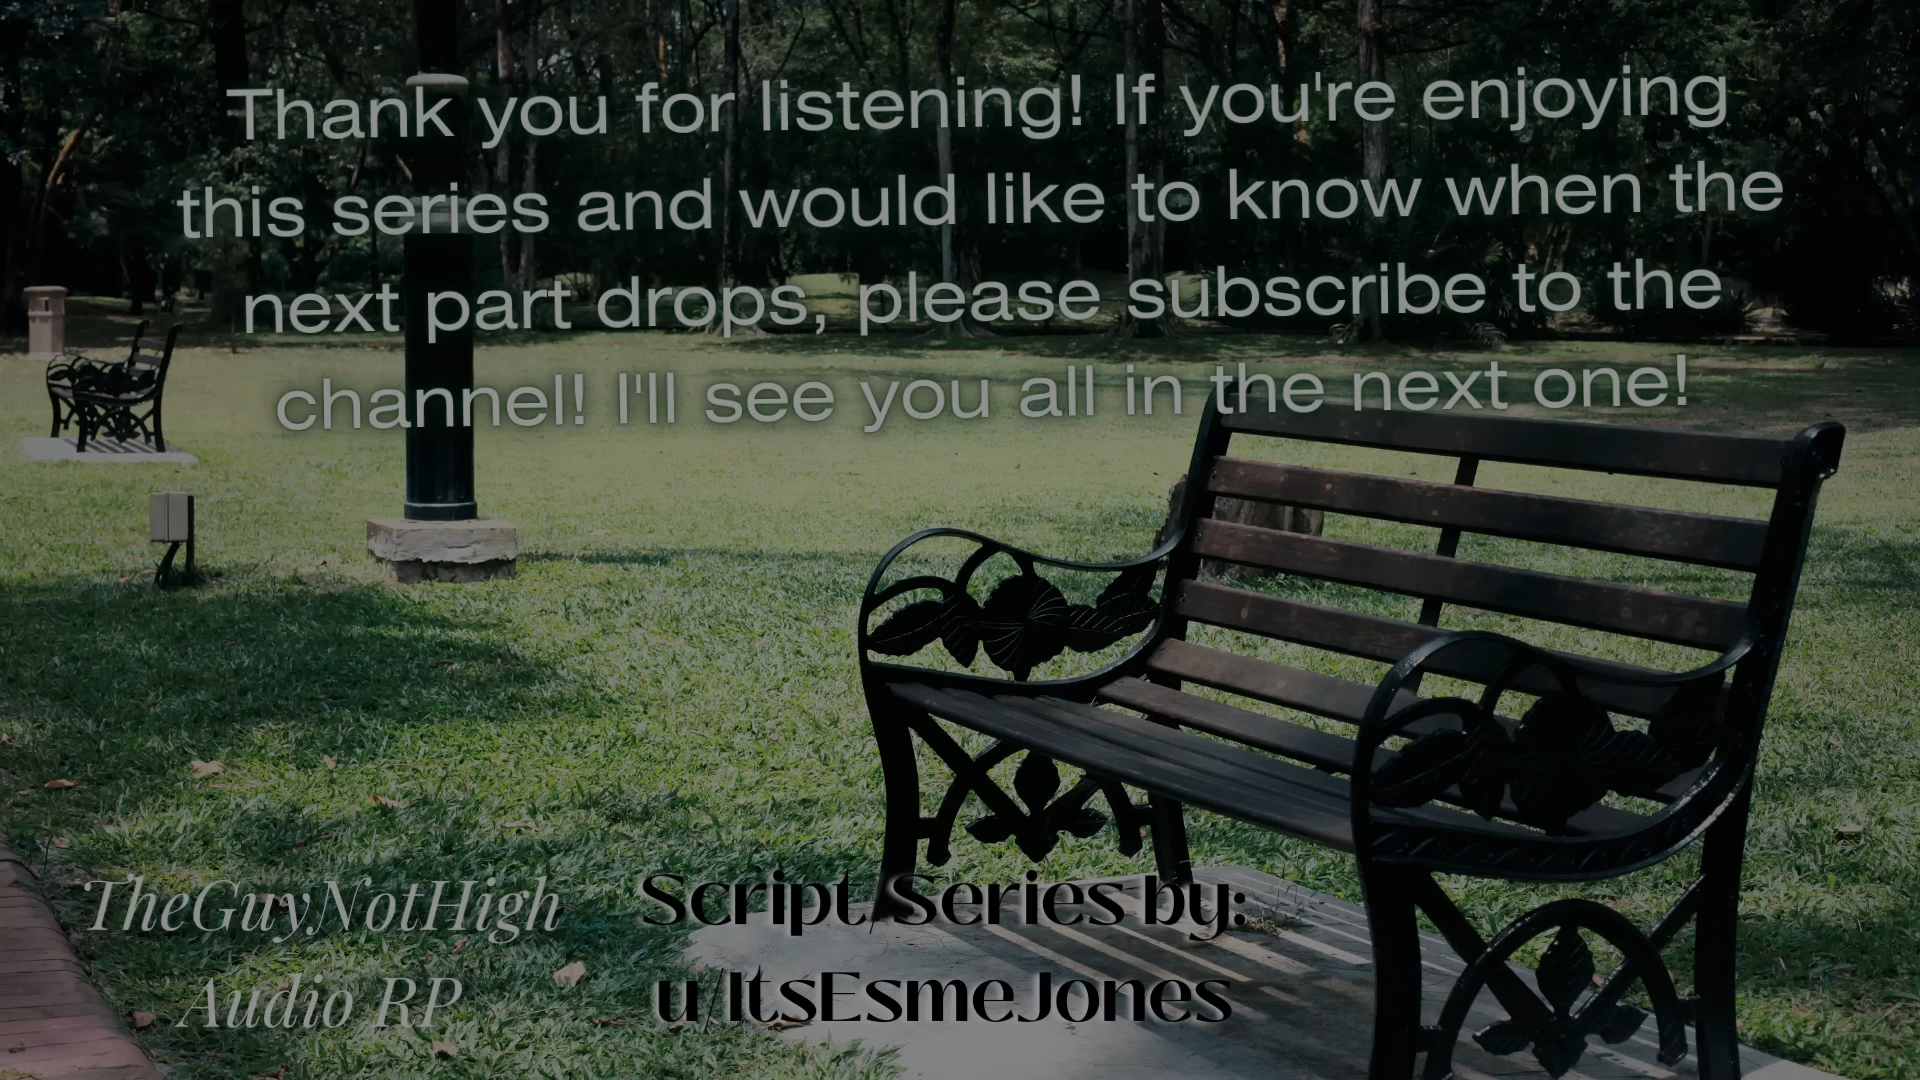 Thank you for listening! If you're enjoying
this series and would like to know when the
next part drops, please subscribe to the
channel! I'll see you all in the next one!
TheGuyNotHigh
Audio RP
Script Series by:
u/ItsEsmeJones